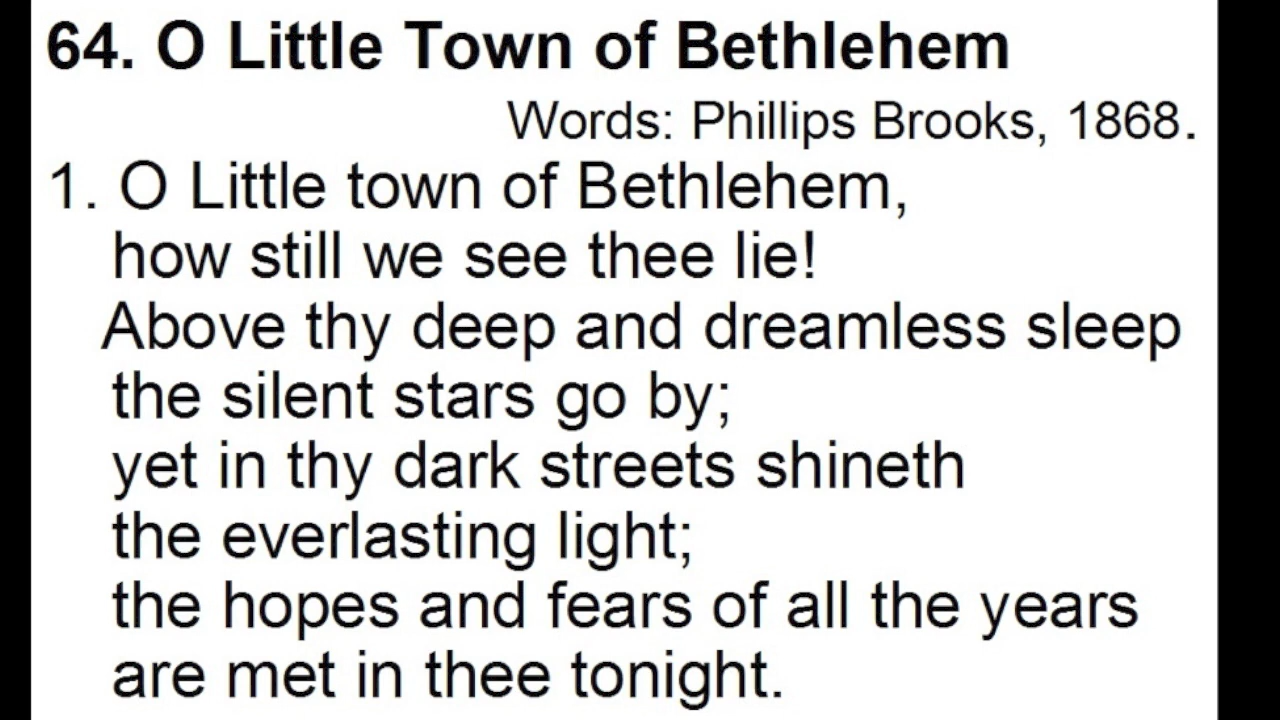 64. O Little Town of Bethlehem
Words: Phillips Brooks, 1868.
1. O Little town of Bethlehem,
how still we see thee lie!
Above thy deep and dreamless sleep
the silent stars go by;
yet in thy dark streets shineth
the everlasting light;
the hopes and fears of all the years
are met in thee tonight.